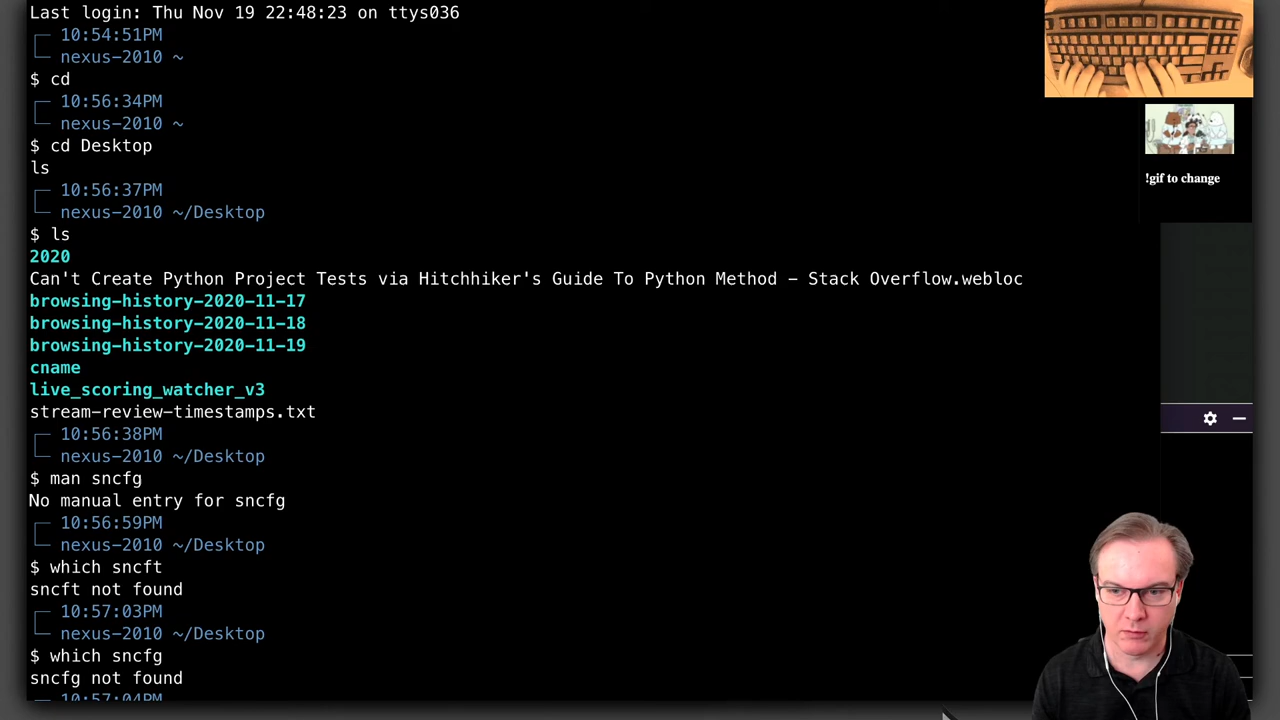 Last login: Thu Nov 19 22:48:23 on ttys036
10:54:51PM
nexus-2010 ~
$ cd
10:56:34PM
nexus-2010 ~
$ cd Desktop
ls
10:56:37PM
nexus-2010 ~/Desktop
$ ls
2020
Can't Create Python Project Tests via Hitchhiker's Guide To Python Method – Stack Overflow.webloc
browsing-history-2020-11-17
browsing-history-2020-11-18
browsing-history-2020-11-19
cname
live_scoring_watcher_v3
stream-review-timestamps.txt
10:56:38PM
nexus-2010 ~/Desktop
$ man sncfg
No manual entry for sncfg
10:56:59PM
nexus-2010 ~/Desktop
$ which sncft
sncft not found
10:57:03PM
nexus-2010 ~/Desktop
$ which sncfg
sncfg not found
10:57:04PM
!gif to change